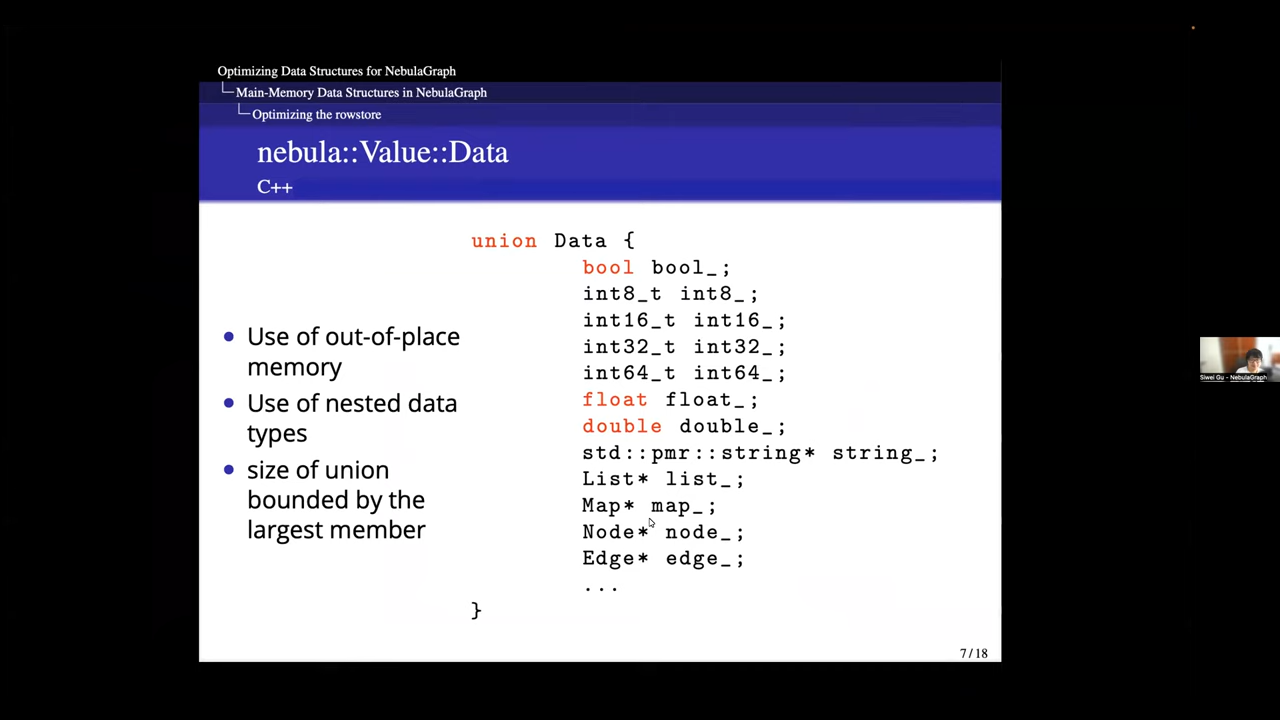 Optimizing Data Structures for NebulaGraph
Main-Memory Data Structures in NebulaGraph
Optimizing the rowstore
nebula::Value::Data
C++
• Use of out-of-place
memory
• Use of nested data
types
• size of union
bounded by the
largest member
union Data {
bool bool_;
int8_t int8_;
int16_t int16_;
int32_t int32_;
int64_t int64_;
float float_;
double double_;
std::pmr::string* string_;
List* list_;
Map* map_;
Node* node_;
Edge* edge_;
...
}
7 / 18
Siwei Gu - NebulaGraph